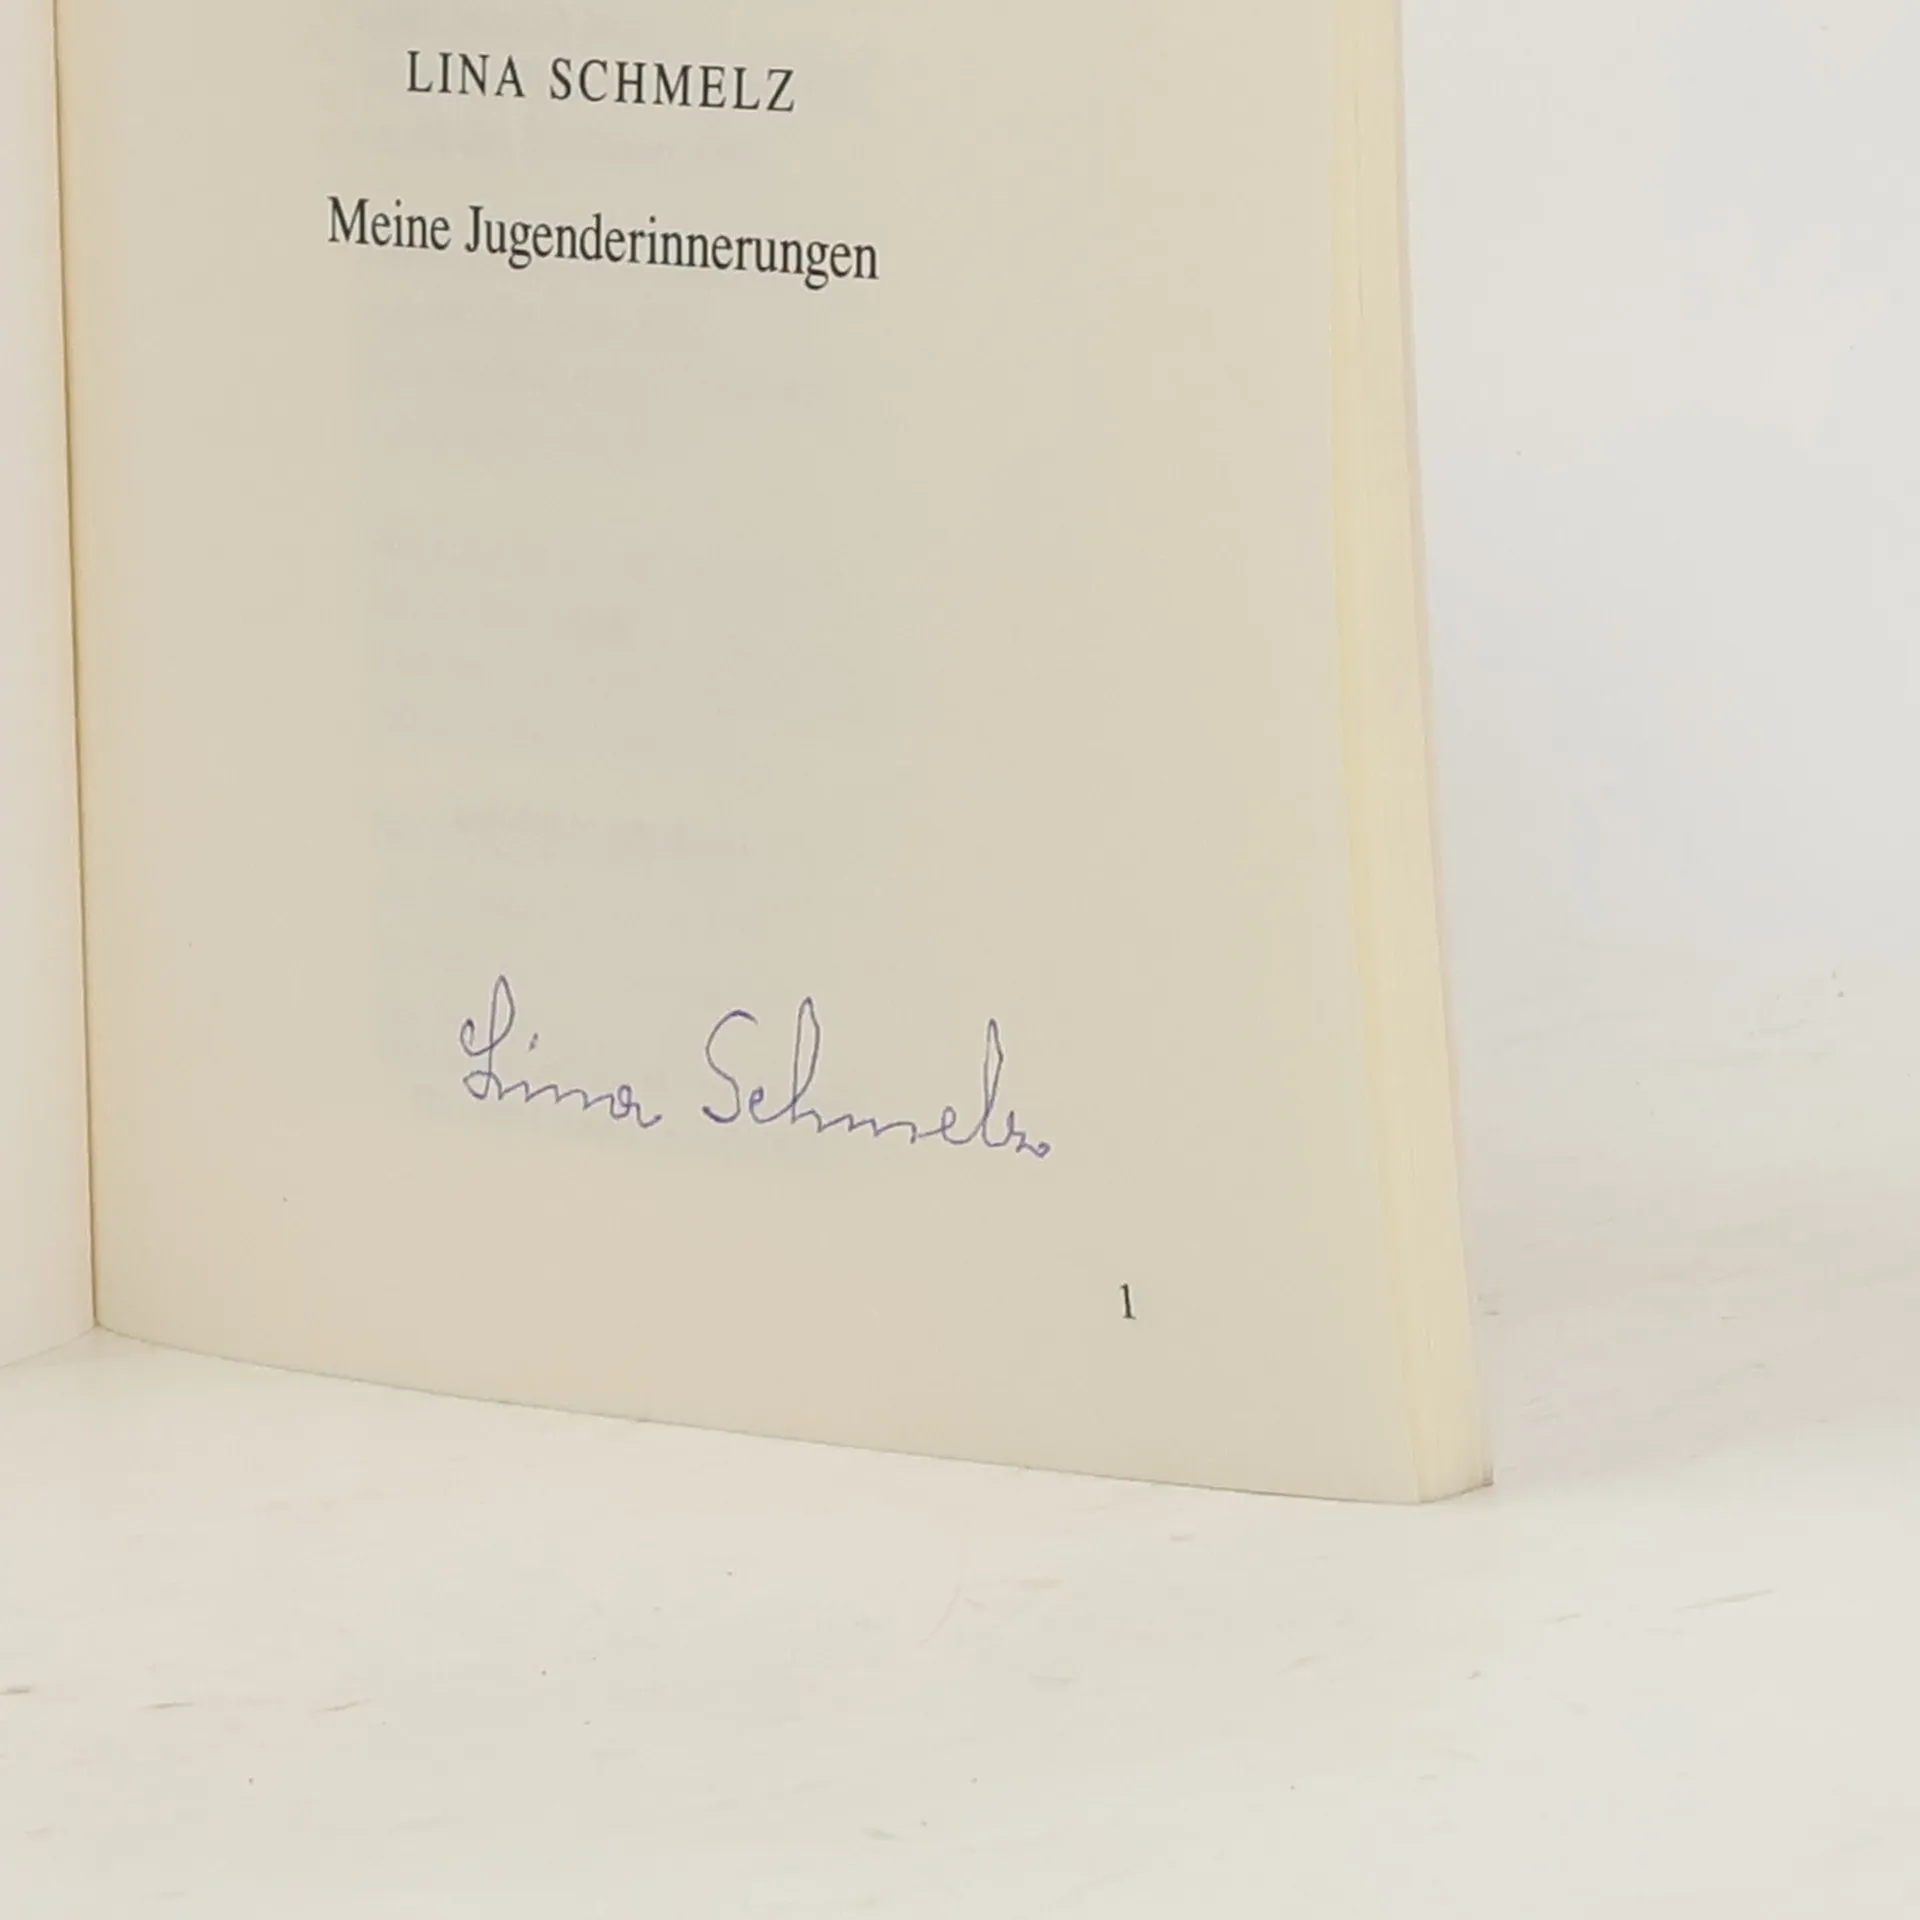 LINA SCHMELZ
Meine Jugenderinnerungen
Lina Schmelz
1